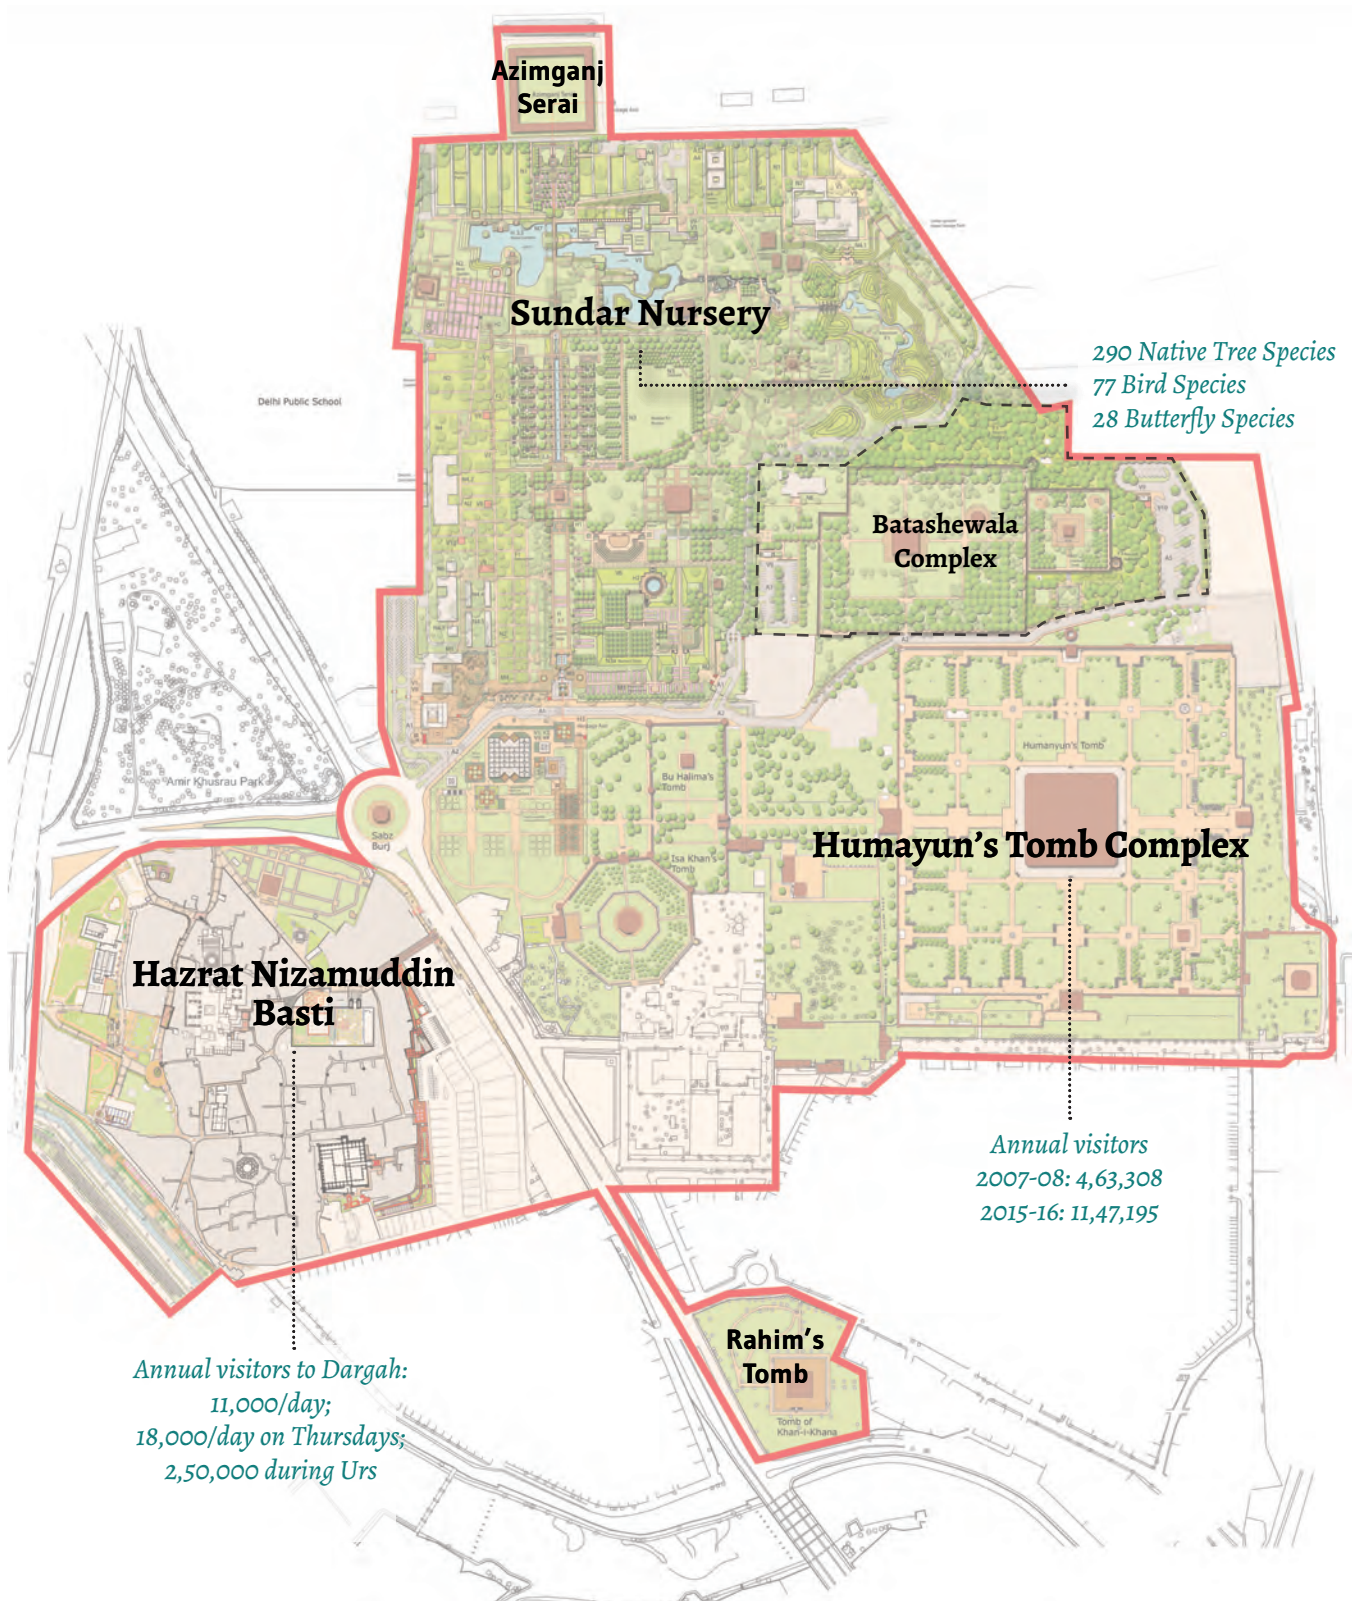 Azimganj
Serai
Sundar Nursery
290 Native Tree Species
77 Bird Species
28 Butterfly Species
Delhi Public School
Batashewala
Complex
Humanyun's Tomb
Bu Halima's
Tomb
Amir Khusrau Park
Sabz
Burj
Humayun's Tomb Complex
Isa Khan's
Tomb
Hazrat Nizamuddin
Basti
Annual visitors
2007-08: 4,63,308
2015-16: 11,47,195
Rahim's
Tomb
Tomb of
Khan-I-Khana
Annual visitors to Dargah:
11,000/day;
18,000/day on Thursdays;
2,50,000 during Urs